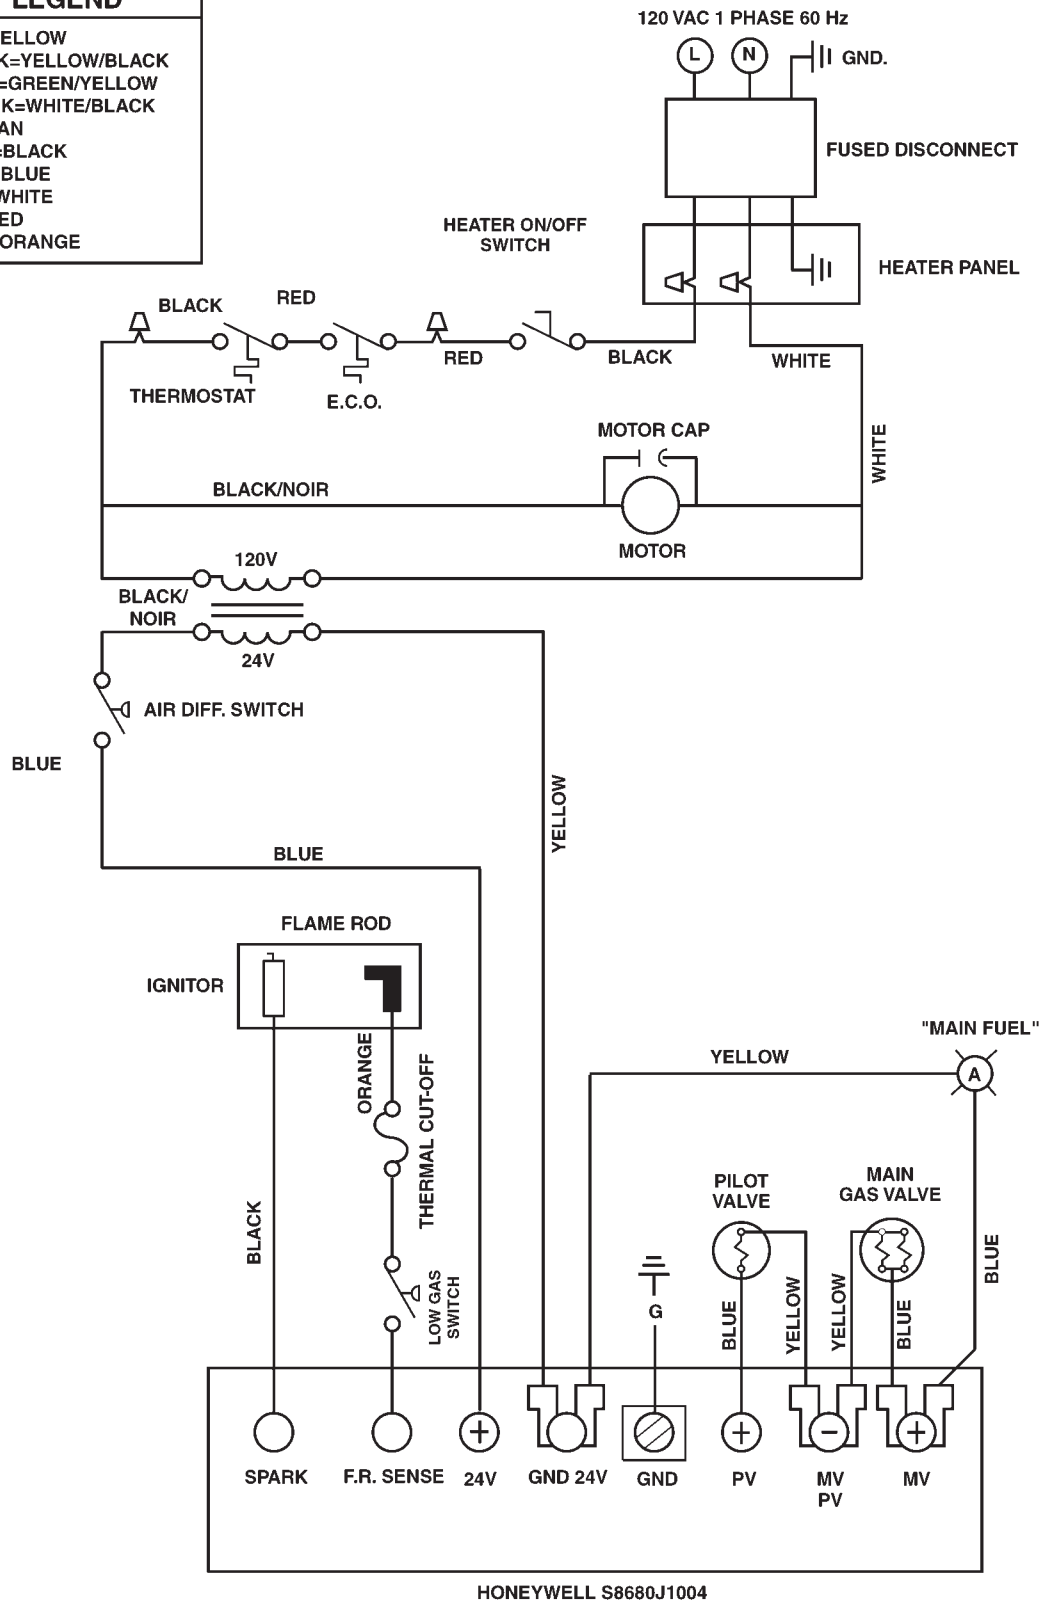 LEGEND
ELLOW
K=YELLOW/BLACK
=GREEN/YELLOW
K=WHITE/BLACK
AN
=BLACK
BLUE
WHITE
ED
ORANGE
120 VAC 1 PHASE 60 Hz
L
N
GND.
FUSED DISCONNECT
HEATER ON/OFF
SWITCH
HEATER PANEL
BLACK
RED
RED
BLACK
WHITE
THERMOSTAT
E.C.O.
MOTOR CAP
WHITE
BLACK/NOIR
MOTOR
120V
BLACK/
NOIR
24V
AIR DIFF. SWITCH
BLUE
YELLOW
BLUE
FLAME ROD
IGNITOR
ORANGE
THERMAL CUT-OFF
"MAIN FUEL"
YELLOW
A
BLACK
PILOT
VALVE
MAIN
GAS VALVE
BLUE
LOW GAS
SWITCH
G
BLUE
YELLOW
YELLOW
BLUE
+
+
−
+
SPARK
F.R. SENSE
24V
GND 24V
GND
PV
MV
PV
MV
HONEYWELL S8680J1004